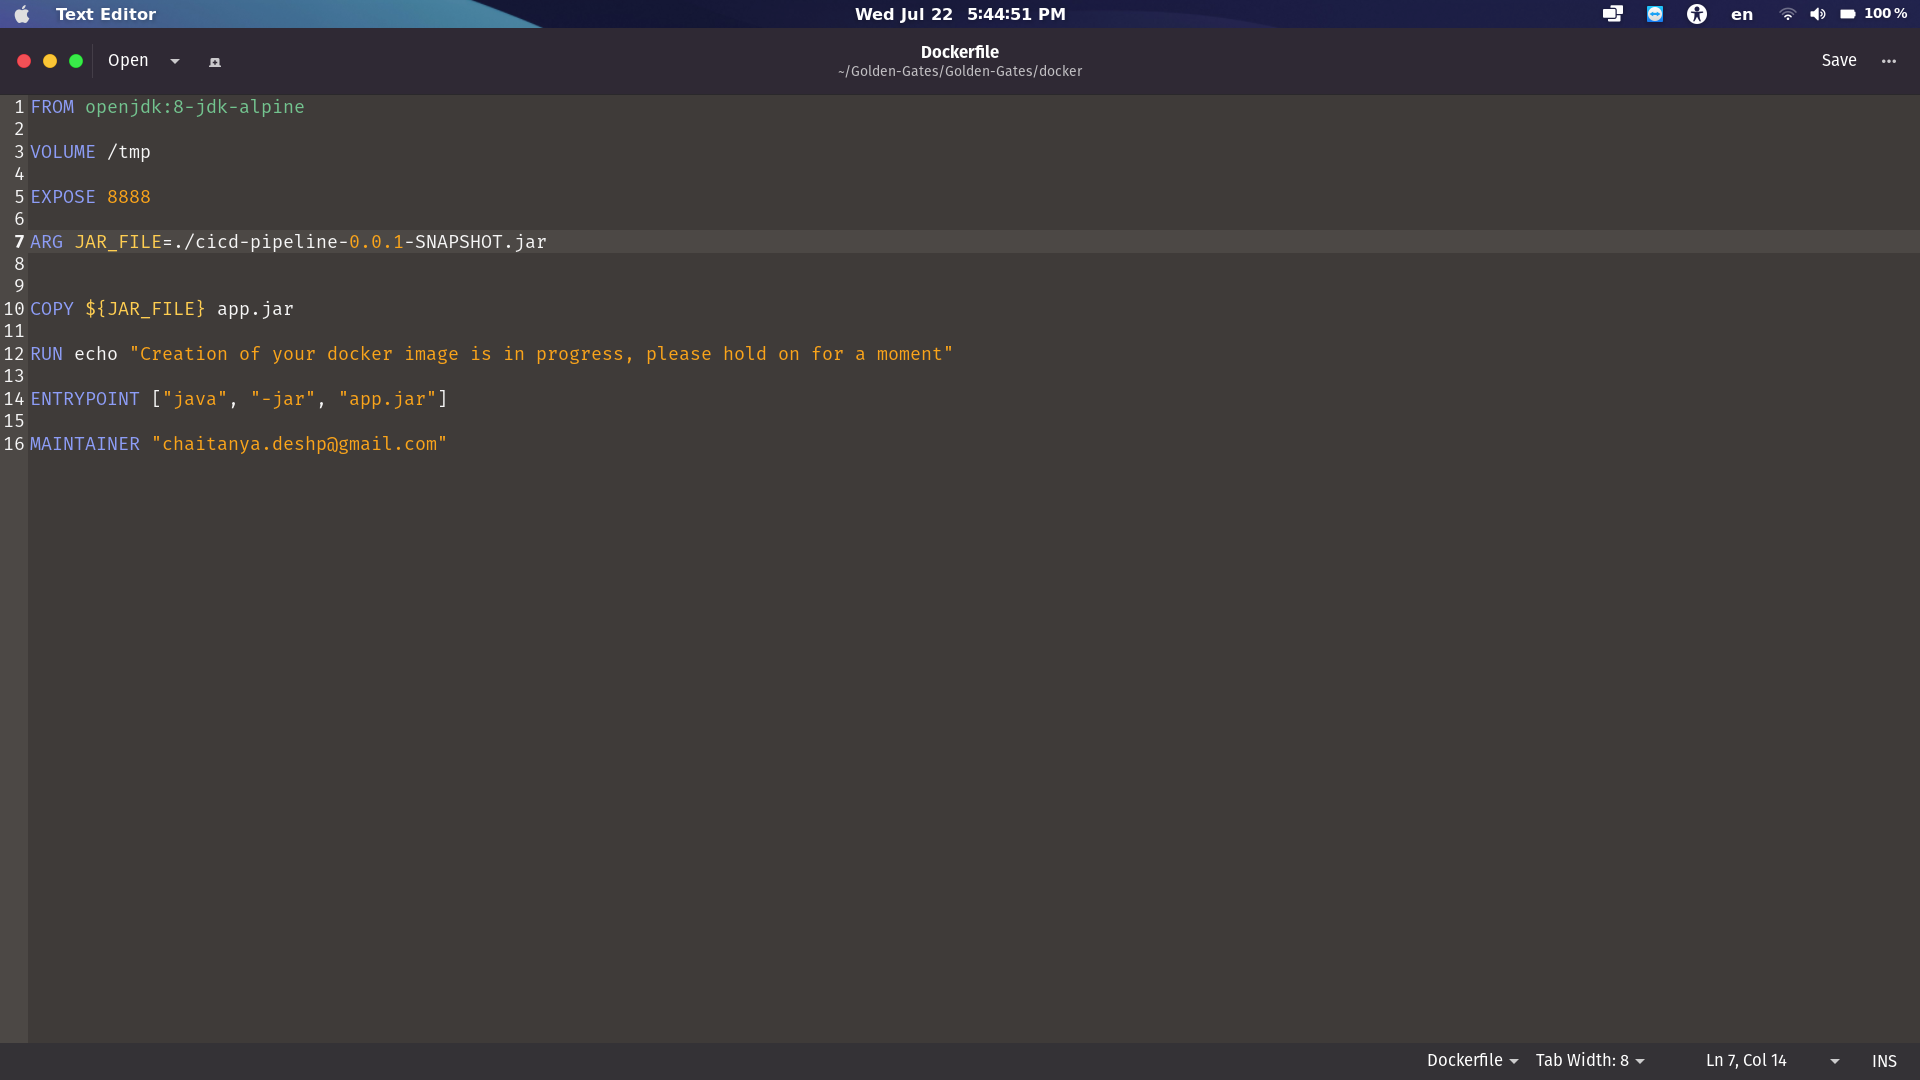 Text Editor
Wed Jul 22 5:44:51 PM
en
100 %
Open
Dockerfile
~/Golden-Gates/Golden-Gates/docker
Save
1 FROM openjdk:8-jdk-alpine
2
3 VOLUME /tmp
4
5 EXPOSE 8888
6
7 ARG JAR_FILE=./cicd-pipeline-0.0.1-SNAPSHOT.jar
8
9
10 COPY ${JAR_FILE} app.jar
11
12 RUN echo "Creation of your docker image is in progress, please hold on for a moment"
13
14 ENTRYPOINT ["java", "-jar", "app.jar"]
15
16 MAINTAINER "chaitanya.deshp@gmail.com"
Dockerfile
Tab Width: 8
Ln 7, Col 14
INS